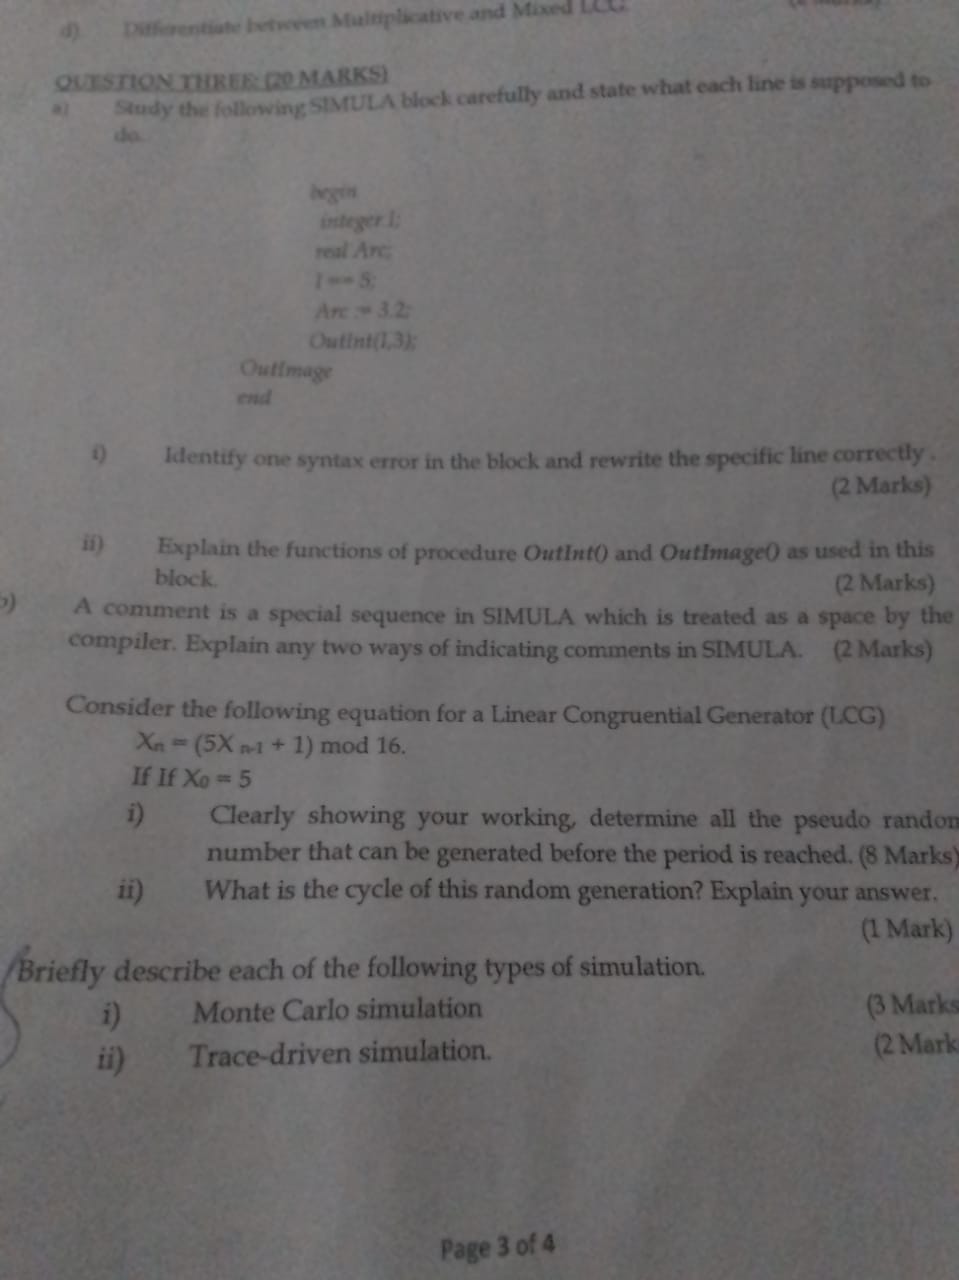 d) Differentiate between Multiplicative and Mixed LCG
QUESTION THREE: (20 MARKS)
a) Study the following SIMULA block carefully and state what each line is supposed to
do.
begin
integer I;
real Arc;
I == 5;
Arc := 3.2;
OutInt(I,3);
OutImage
end
i) Identify one syntax error in the block and rewrite the specific line correctly .
(2 Marks)
ii) Explain the functions of procedure OutInt() and OutImage() as used in this
block. (2 Marks)
b) A comment is a special sequence in SIMULA which is treated as a space by the
compiler. Explain any two ways of indicating comments in SIMULA. (2 Marks)
Consider the following equation for a Linear Congruential Generator (LCG)
Xn = (5X n-1 + 1) mod 16.
If If X0 = 5
i) Clearly showing your working, determine all the pseudo random
number that can be generated before the period is reached. (8 Marks)
ii) What is the cycle of this random generation? Explain your answer.
(1 Mark)
Briefly describe each of the following types of simulation.
i) Monte Carlo simulation (3 Marks
ii) Trace-driven simulation. (2 Mark
Page 3 of 4